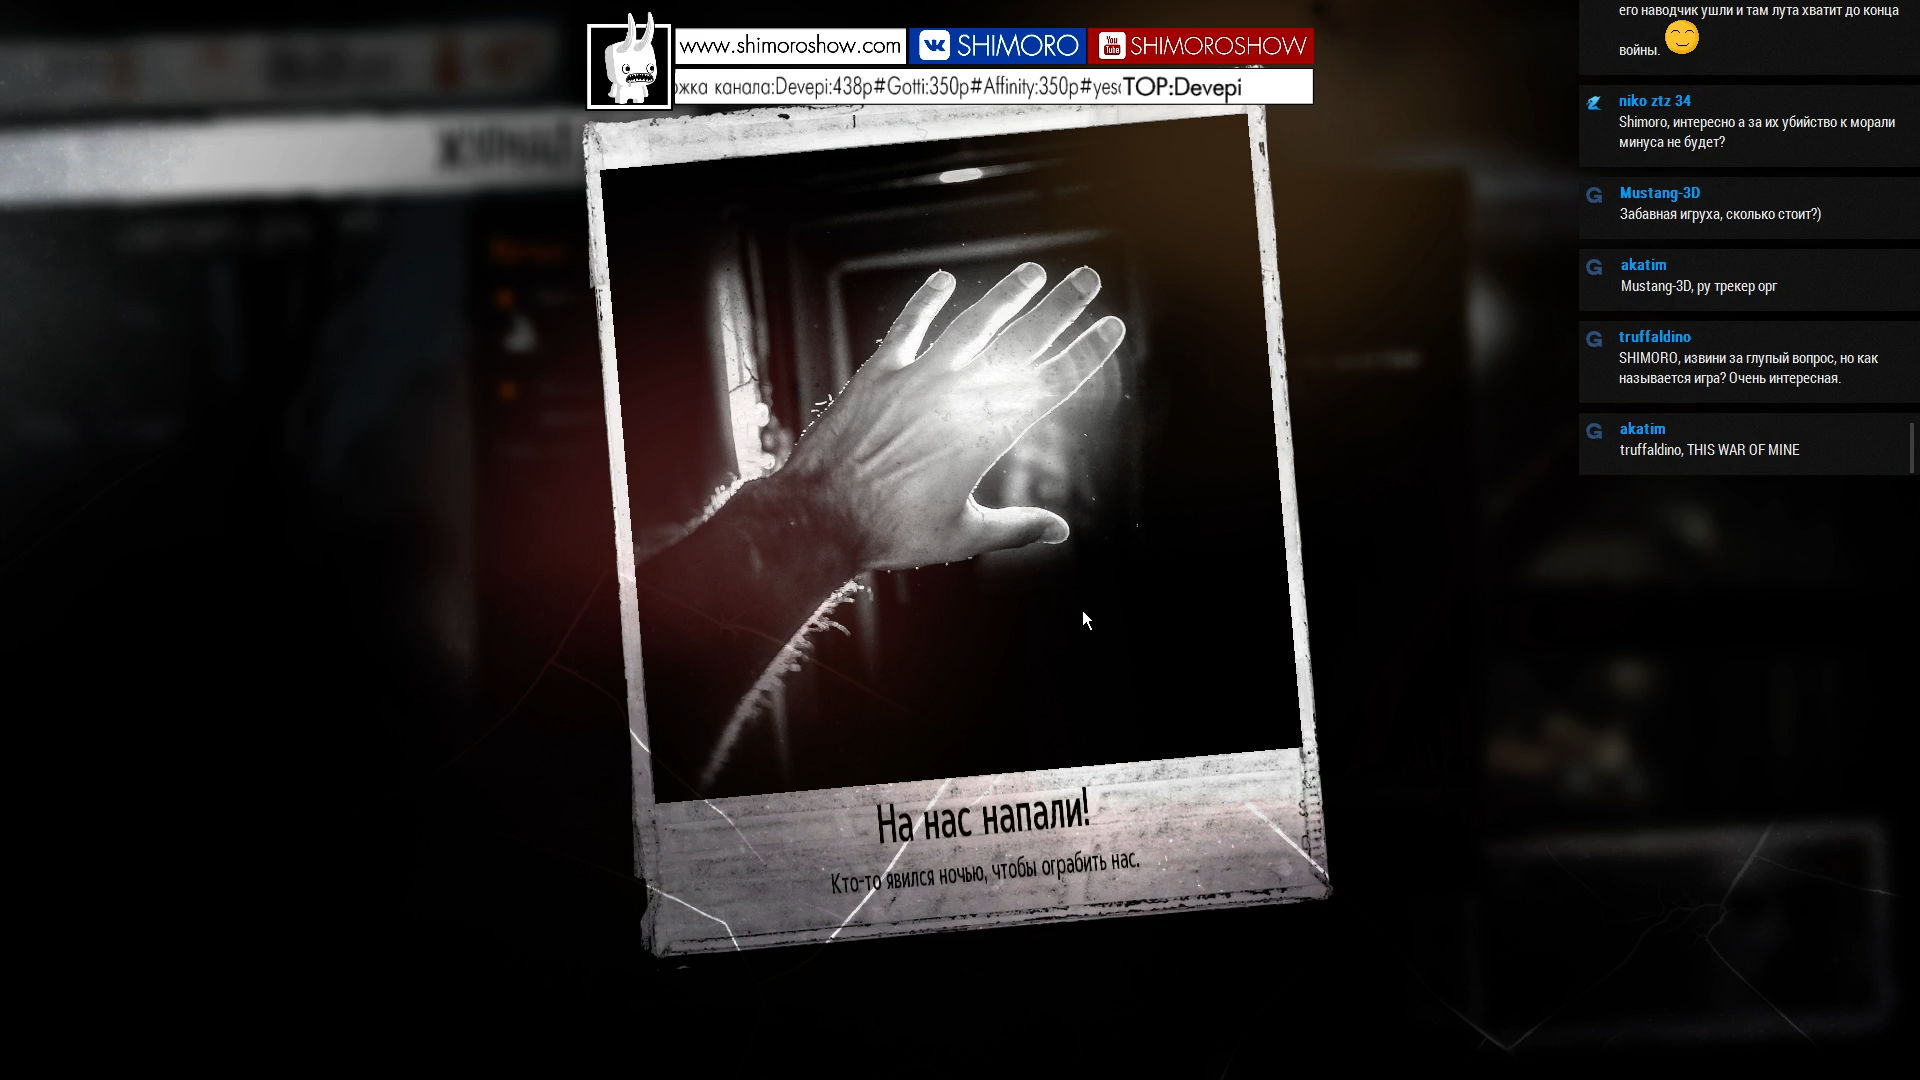 www.shimoroshow.com
SHIMORO
You Tube SHIMOROSHOW
жка канала:Devepi:438р#Gotti:350р#Affinity:350р#yes
TOP:Devepi
его наводчик ушли и там лута хватит до конца
войны.
niko ztz 34
Shimoro, интересно а за их убийство к морали
минуса не будет?
Mustang-3D
Забавная игруха, сколько стоит?)
akatim
Mustang-3D, ру трекер орг
truffaldino
SHIMORO, извини за глупый вопрос, но как
называется игра? Очень интересная.
akatim
truffaldino, THIS WAR OF MINE
На нас напали!
Кто-то явился ночью, чтобы ограбить нас.